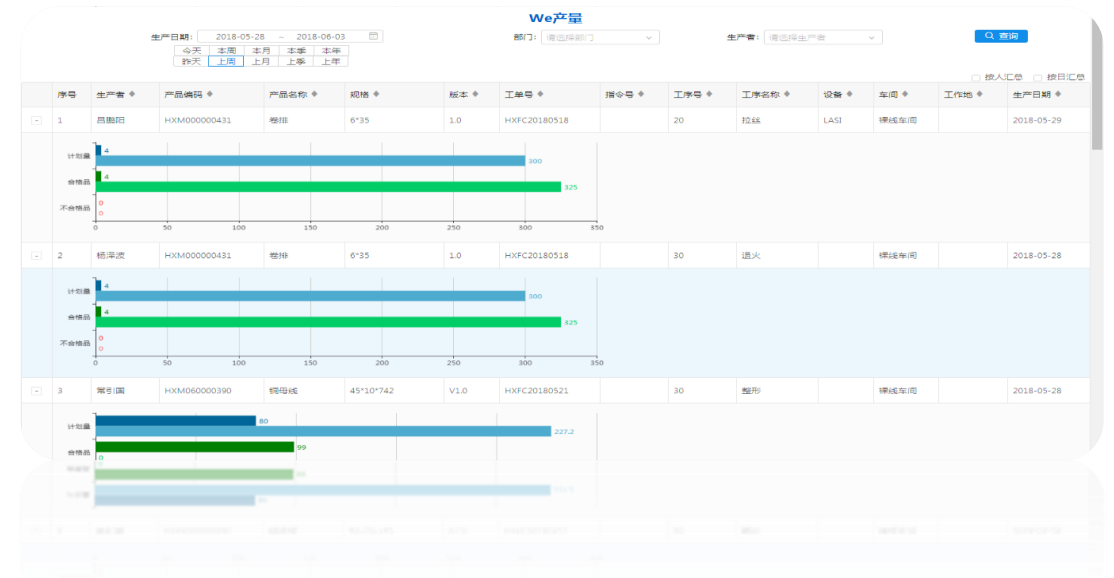 We产量
生产日期： 2018-05-28 ~ 2018-06-03 部门： 请选择部门 生产者： 请选择生产者 查询
今天 本周 本月 本季 本年
昨天 上周 上月 上季 上年
按人汇总 按日汇总
序号 生产者 产品编码 产品名称 规格 版本 工单号 指令号 工序号 工序名称 设备 车间 工作地 生产日期
1 吕鹏阳 HXM000000431 卷排 6*35 1.0 HXFC20180518 20 拉丝 LASI 裸线车间 2018-05-29
计划量 4
300
合格品 4
325
不合格品 0
0
0 50 100 150 200 250 300 350
2 杨泽波 HXM000000431 卷排 6*35 1.0 HXFC20180518 30 退火 裸线车间 2018-05-28
计划量 4
300
合格品 4
325
不合格品 0
0
0 50 100 150 200 250 300 350
3 常引国 HXM060000390 铜母线 45*10*742 V1.0 HXFC20180521 30 整形 裸线车间 2018-05-28
计划量 80
227.2
合格品 99
0